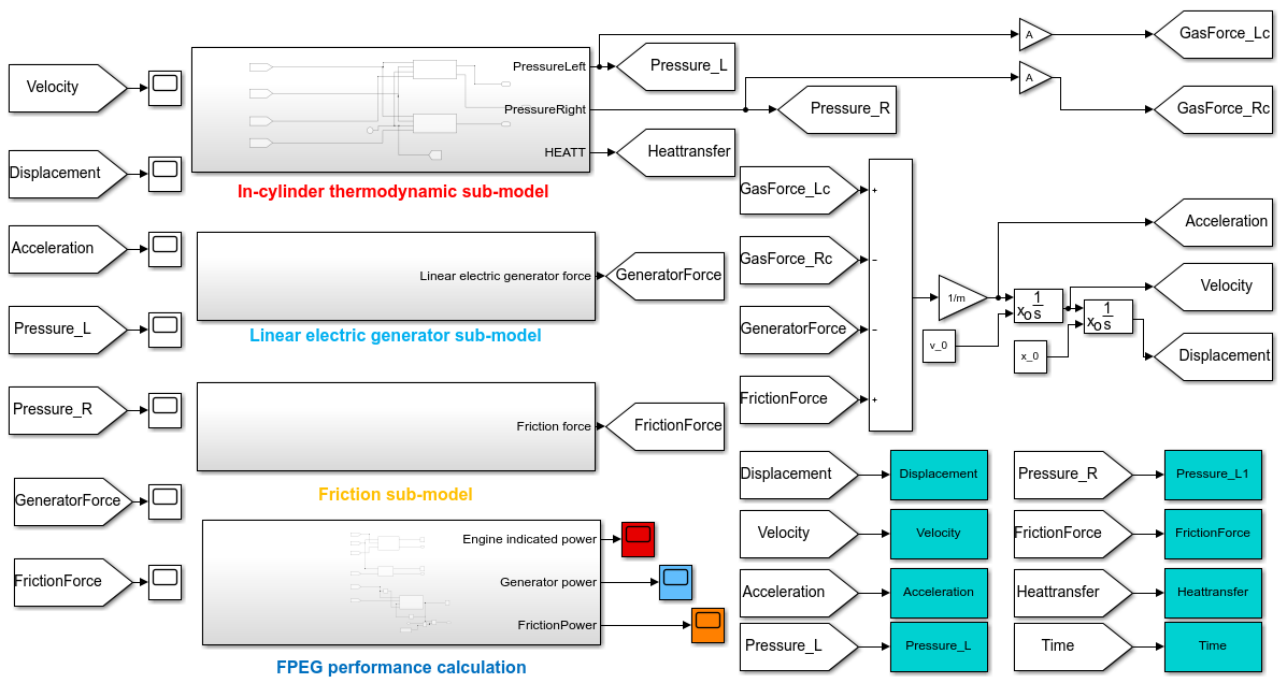 Velocity
Displacement
Acceleration
Pressure_L
Pressure_R
GeneratorForce
FrictionForce
PressureLeft
PressureRight
HEATT
In-cylinder thermodynamic sub-model
Pressure_L
Pressure_R
Heattransfer
A
A
GasForce_Lc
GasForce_Rc
Linear electric generator force
GeneratorForce
Linear electric generator sub-model
Friction force
FrictionForce
Friction sub-model
Engine indicated power
Generator power
FrictionPower
FPEG performance calculation
GasForce_Lc
GasForce_Rc
GeneratorForce
FrictionForce
+
−
−
+
1/m
v_0
x_0
1
xo s
1
xo s
Acceleration
Velocity
Displacement
Displacement
Displacement
Velocity
Velocity
Acceleration
Acceleration
Pressure_L
Pressure_L
Pressure_R
Pressure_L1
FrictionForce
FrictionForce
Heattransfer
Heattransfer
Time
Time